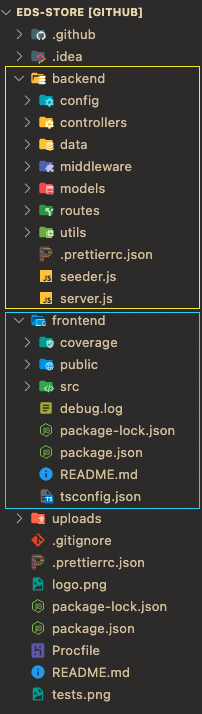 EDS-STORE [GITHUB]
.github
.idea
backend
config
controllers
data
middleware
models
routes
utils
.prettierrc.json
seeder.js
server.js
frontend
coverage
public
src
debug.log
package-lock.json
package.json
README.md
tsconfig.json
uploads
.gitignore
.prettierrc.json
logo.png
package-lock.json
package.json
Procfile
README.md
tests.png